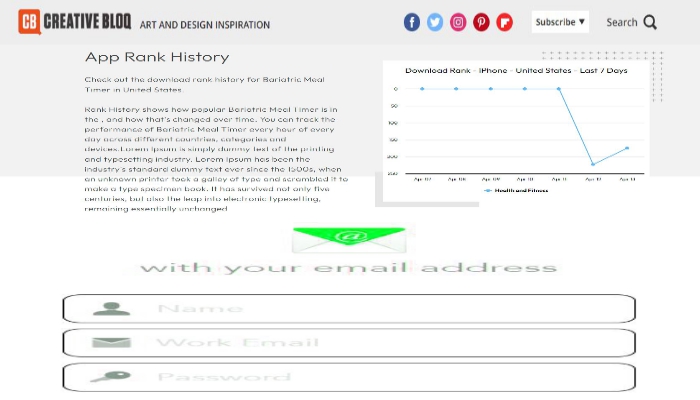 CB CREATIVE BLOQ ART AND DESIGN INSPIRATION
Subscribe ▼ Search
App Rank History
Check out the download rank history for Bariatric Meal
Timer in United States.
Rank History shows how popular Bariatric Meal Timer is in
the , and how that's changed over time. You can track the
performance of Bariatric Meal Timer every hour of every
day across different countries, categories and
devices.Lorem Ipsum is simply dummy text of the printing
and typesetting industry. Lorem Ipsum has been the
industry's standard dummy text ever since the 1500s, when
an unknown printer took a galley of type and scrambled it to
make a type specimen book. It has survived not only five
centuries, but also the leap into electronic typesetting,
remaining essentially unchanged
Download Rank - iPhone - United States - Last 7 Days
0
50
100
150
200
250
Apr 07 Apr 08 Apr 09 Apr 10 Apr 11 Apr 12 Apr 13
Health and Fitness
@
with your email address
Name
Work Email
Password